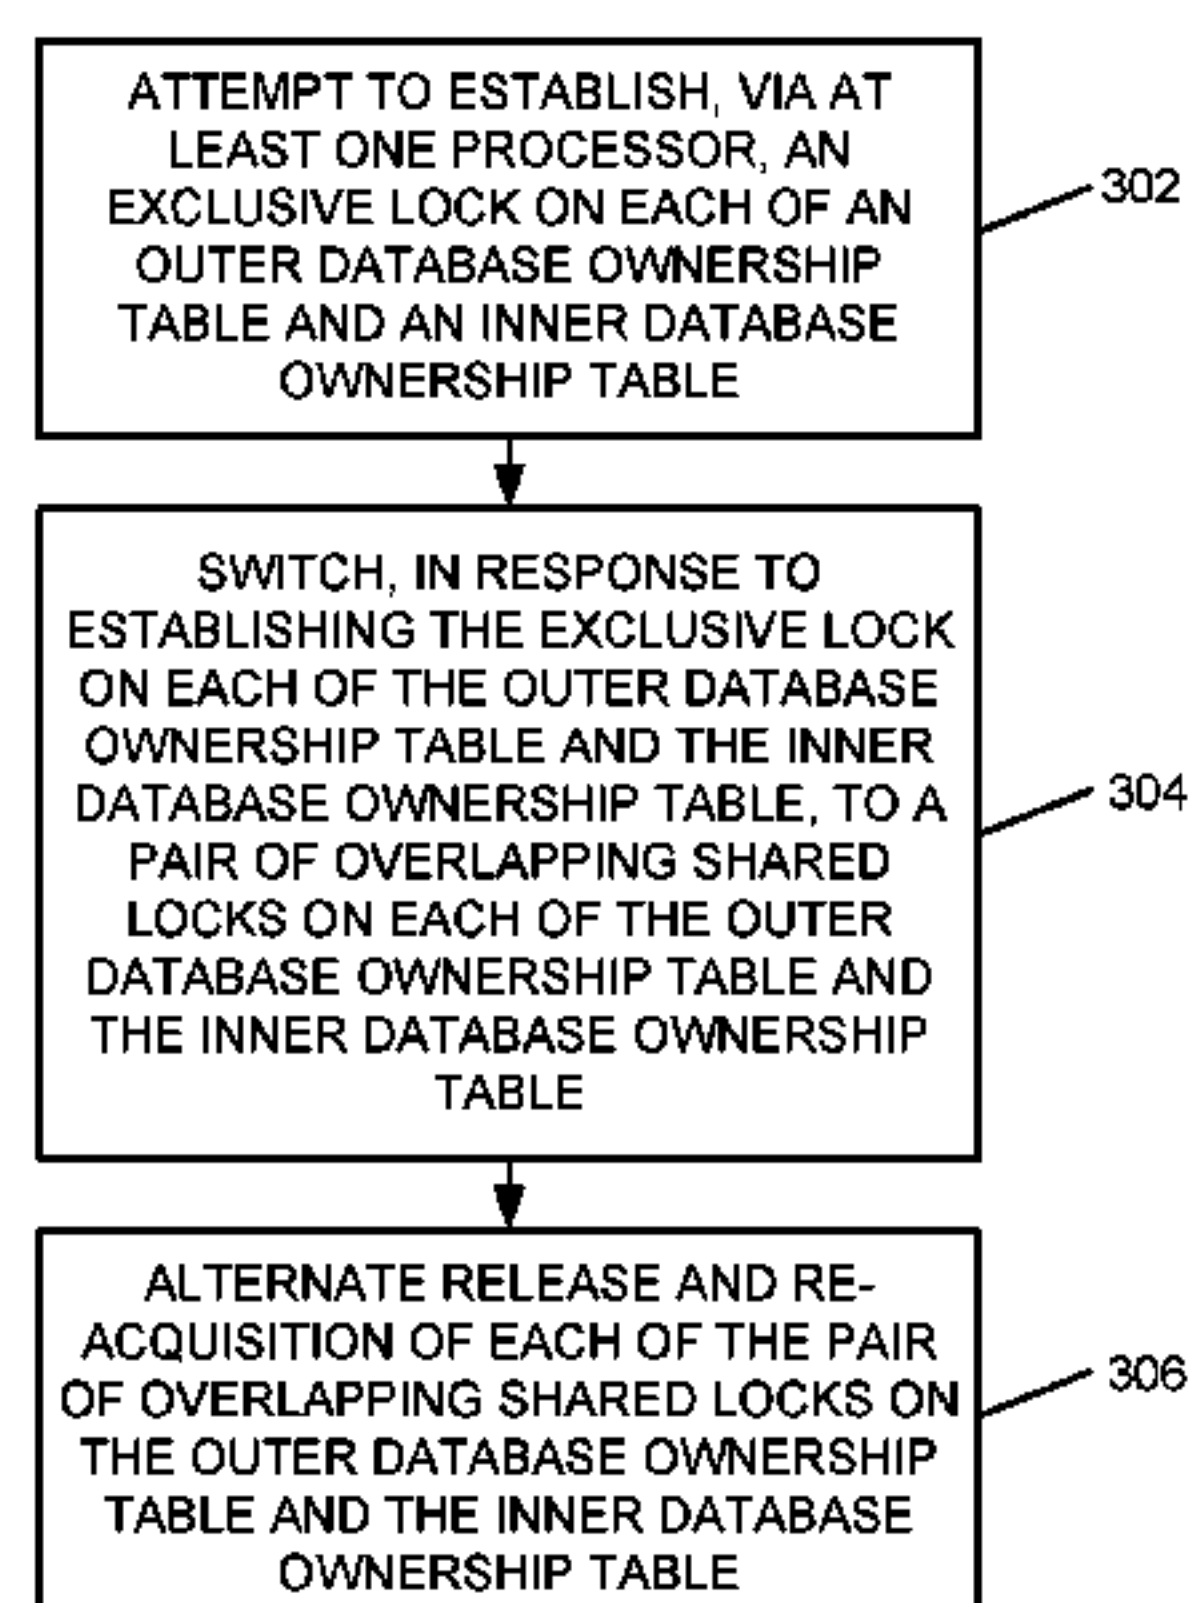 ATTEMPT TO ESTABLISH, VIA AT
LEAST ONE PROCESSOR, AN
EXCLUSIVE LOCK ON EACH OF AN
OUTER DATABASE OWNERSHIP
TABLE AND AN INNER DATABASE
OWNERSHIP TABLE
302
SWITCH, IN RESPONSE TO
ESTABLISHING THE EXCLUSIVE LOCK
ON EACH OF THE OUTER DATABASE
OWNERSHIP TABLE AND THE INNER
DATABASE OWNERSHIP TABLE, TO A
PAIR OF OVERLAPPING SHARED
LOCKS ON EACH OF THE OUTER
DATABASE OWNERSHIP TABLE AND
THE INNER DATABASE OWNERSHIP
TABLE
304
ALTERNATE RELEASE AND RE-
ACQUISITION OF EACH OF THE PAIR
OF OVERLAPPING SHARED LOCKS ON
THE OUTER DATABASE OWNERSHIP
TABLE AND THE INNER DATABASE
OWNERSHIP TABLE
306